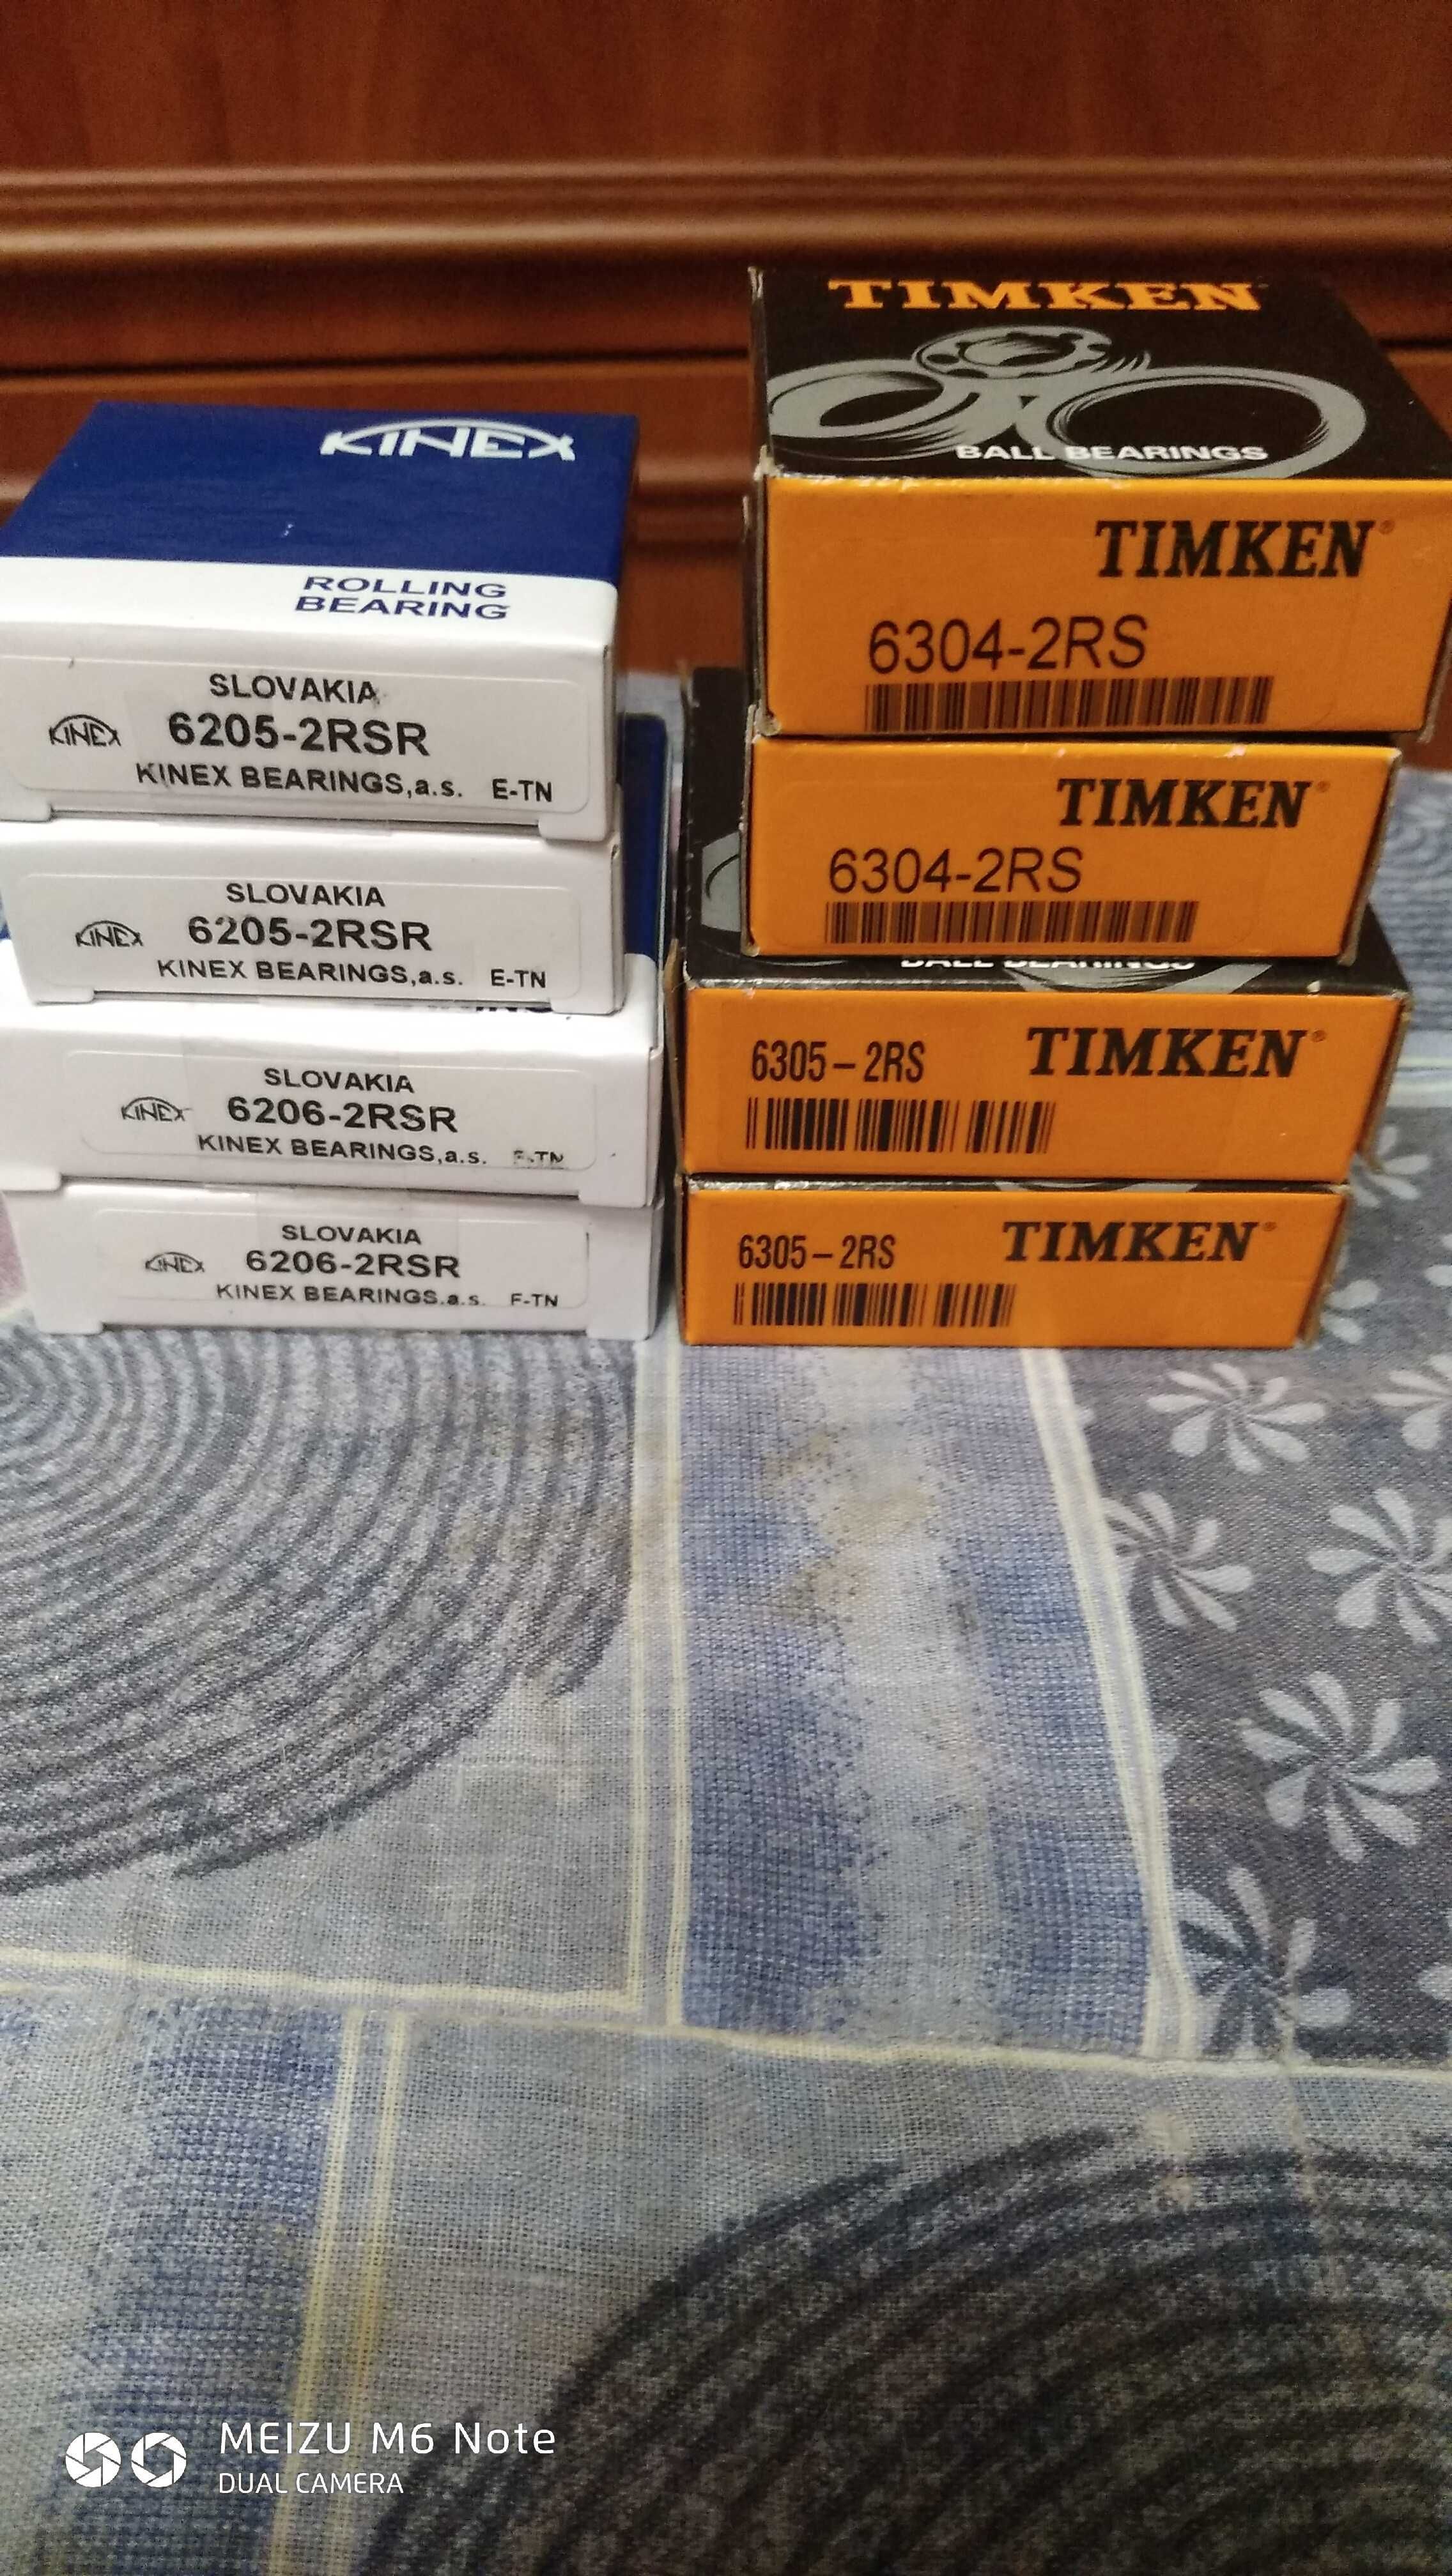 KINEX
ROLLING
BEARING
SLOVAKIA
KINEX 6205-2RSR
KINEX BEARINGS,a.s. E-TN
SLOVAKIA
KINEX 6205-2RSR
KINEX BEARINGS,a.s. E-TN
SLOVAKIA
KINEX 6206-2RSR
KINEX BEARINGS,a.s.
SLOVAKIA
KINEX 6206-2RSR
KINEX BEARINGS.a.s. F-TN
TIMKEN
BALL BEARINGS
TIMKEN®
6304-2RS
TIMKEN®
6304-2RS
BALL BEARINGS
6305-2RS TIMKEN®
6305-2RS TIMKEN®
MEIZU M6 Note
DUAL CAMERA